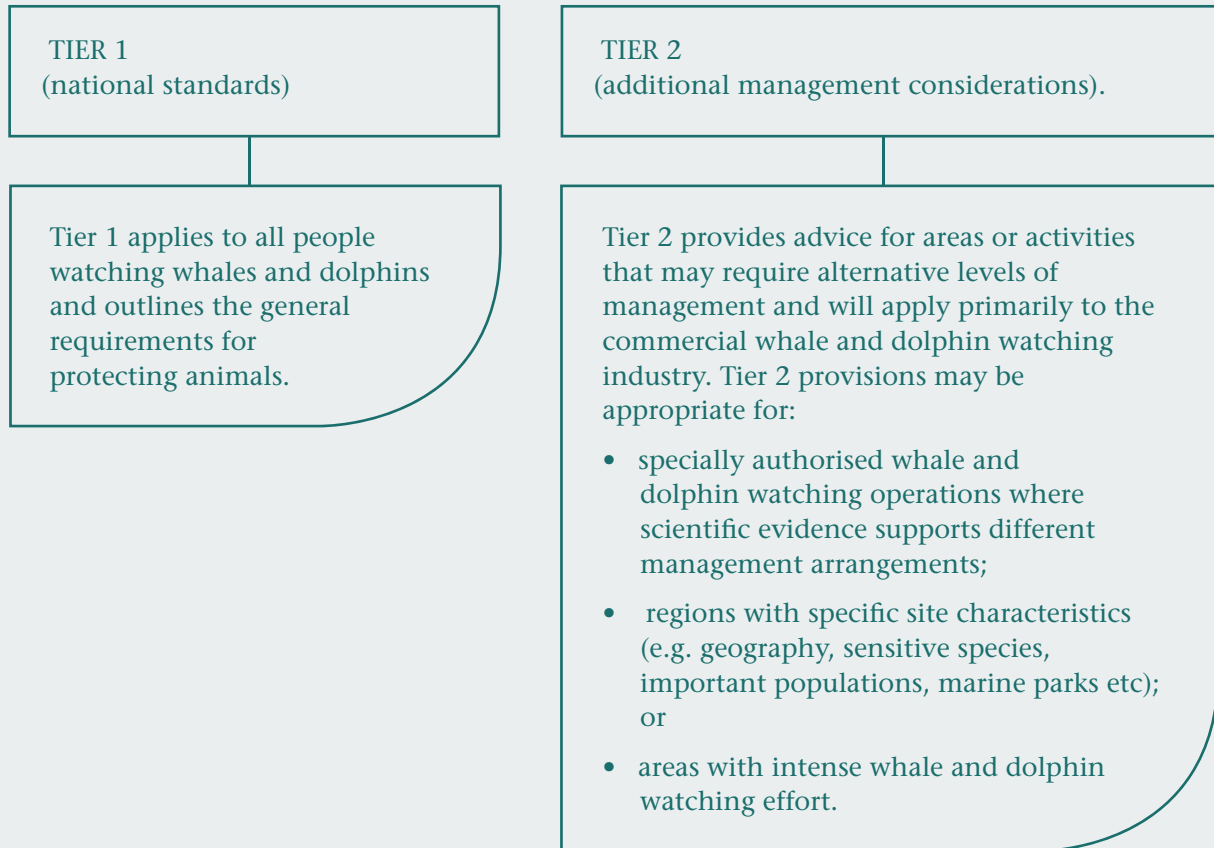 TIER 1
(national standards)
Tier 1 applies to all people
watching whales and dolphins
and outlines the general
requirements for
protecting animals.
TIER 2
(additional management considerations).
Tier 2 provides advice for areas or activities
that may require alternative levels of
management and will apply primarily to the
commercial whale and dolphin watching
industry. Tier 2 provisions may be
appropriate for:
• specially authorised whale and
dolphin watching operations where
scientific evidence supports different
management arrangements;
• regions with specific site characteristics
(e.g. geography, sensitive species,
important populations, marine parks etc);
or
• areas with intense whale and dolphin
watching effort.